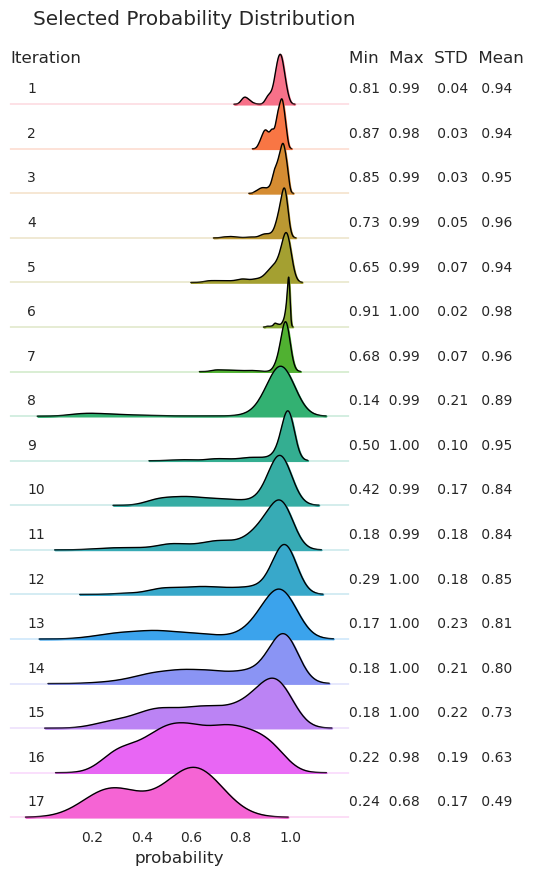 Selected Probability Distribution
Iteration Min Max STD Mean
1 0.81 0.99 0.04 0.94
2 0.87 0.98 0.03 0.94
3 0.85 0.99 0.03 0.95
4 0.73 0.99 0.05 0.96
5 0.65 0.99 0.07 0.94
6 0.91 1.00 0.02 0.98
7 0.68 0.99 0.07 0.96
8 0.14 0.99 0.21 0.89
9 0.50 1.00 0.10 0.95
10 0.42 0.99 0.17 0.84
11 0.18 0.99 0.18 0.84
12 0.29 1.00 0.18 0.85
13 0.17 1.00 0.23 0.81
14 0.18 1.00 0.21 0.80
15 0.18 1.00 0.22 0.73
16 0.22 0.98 0.19 0.63
17 0.24 0.68 0.17 0.49
0.2 0.4 0.6 0.8 1.0
probability